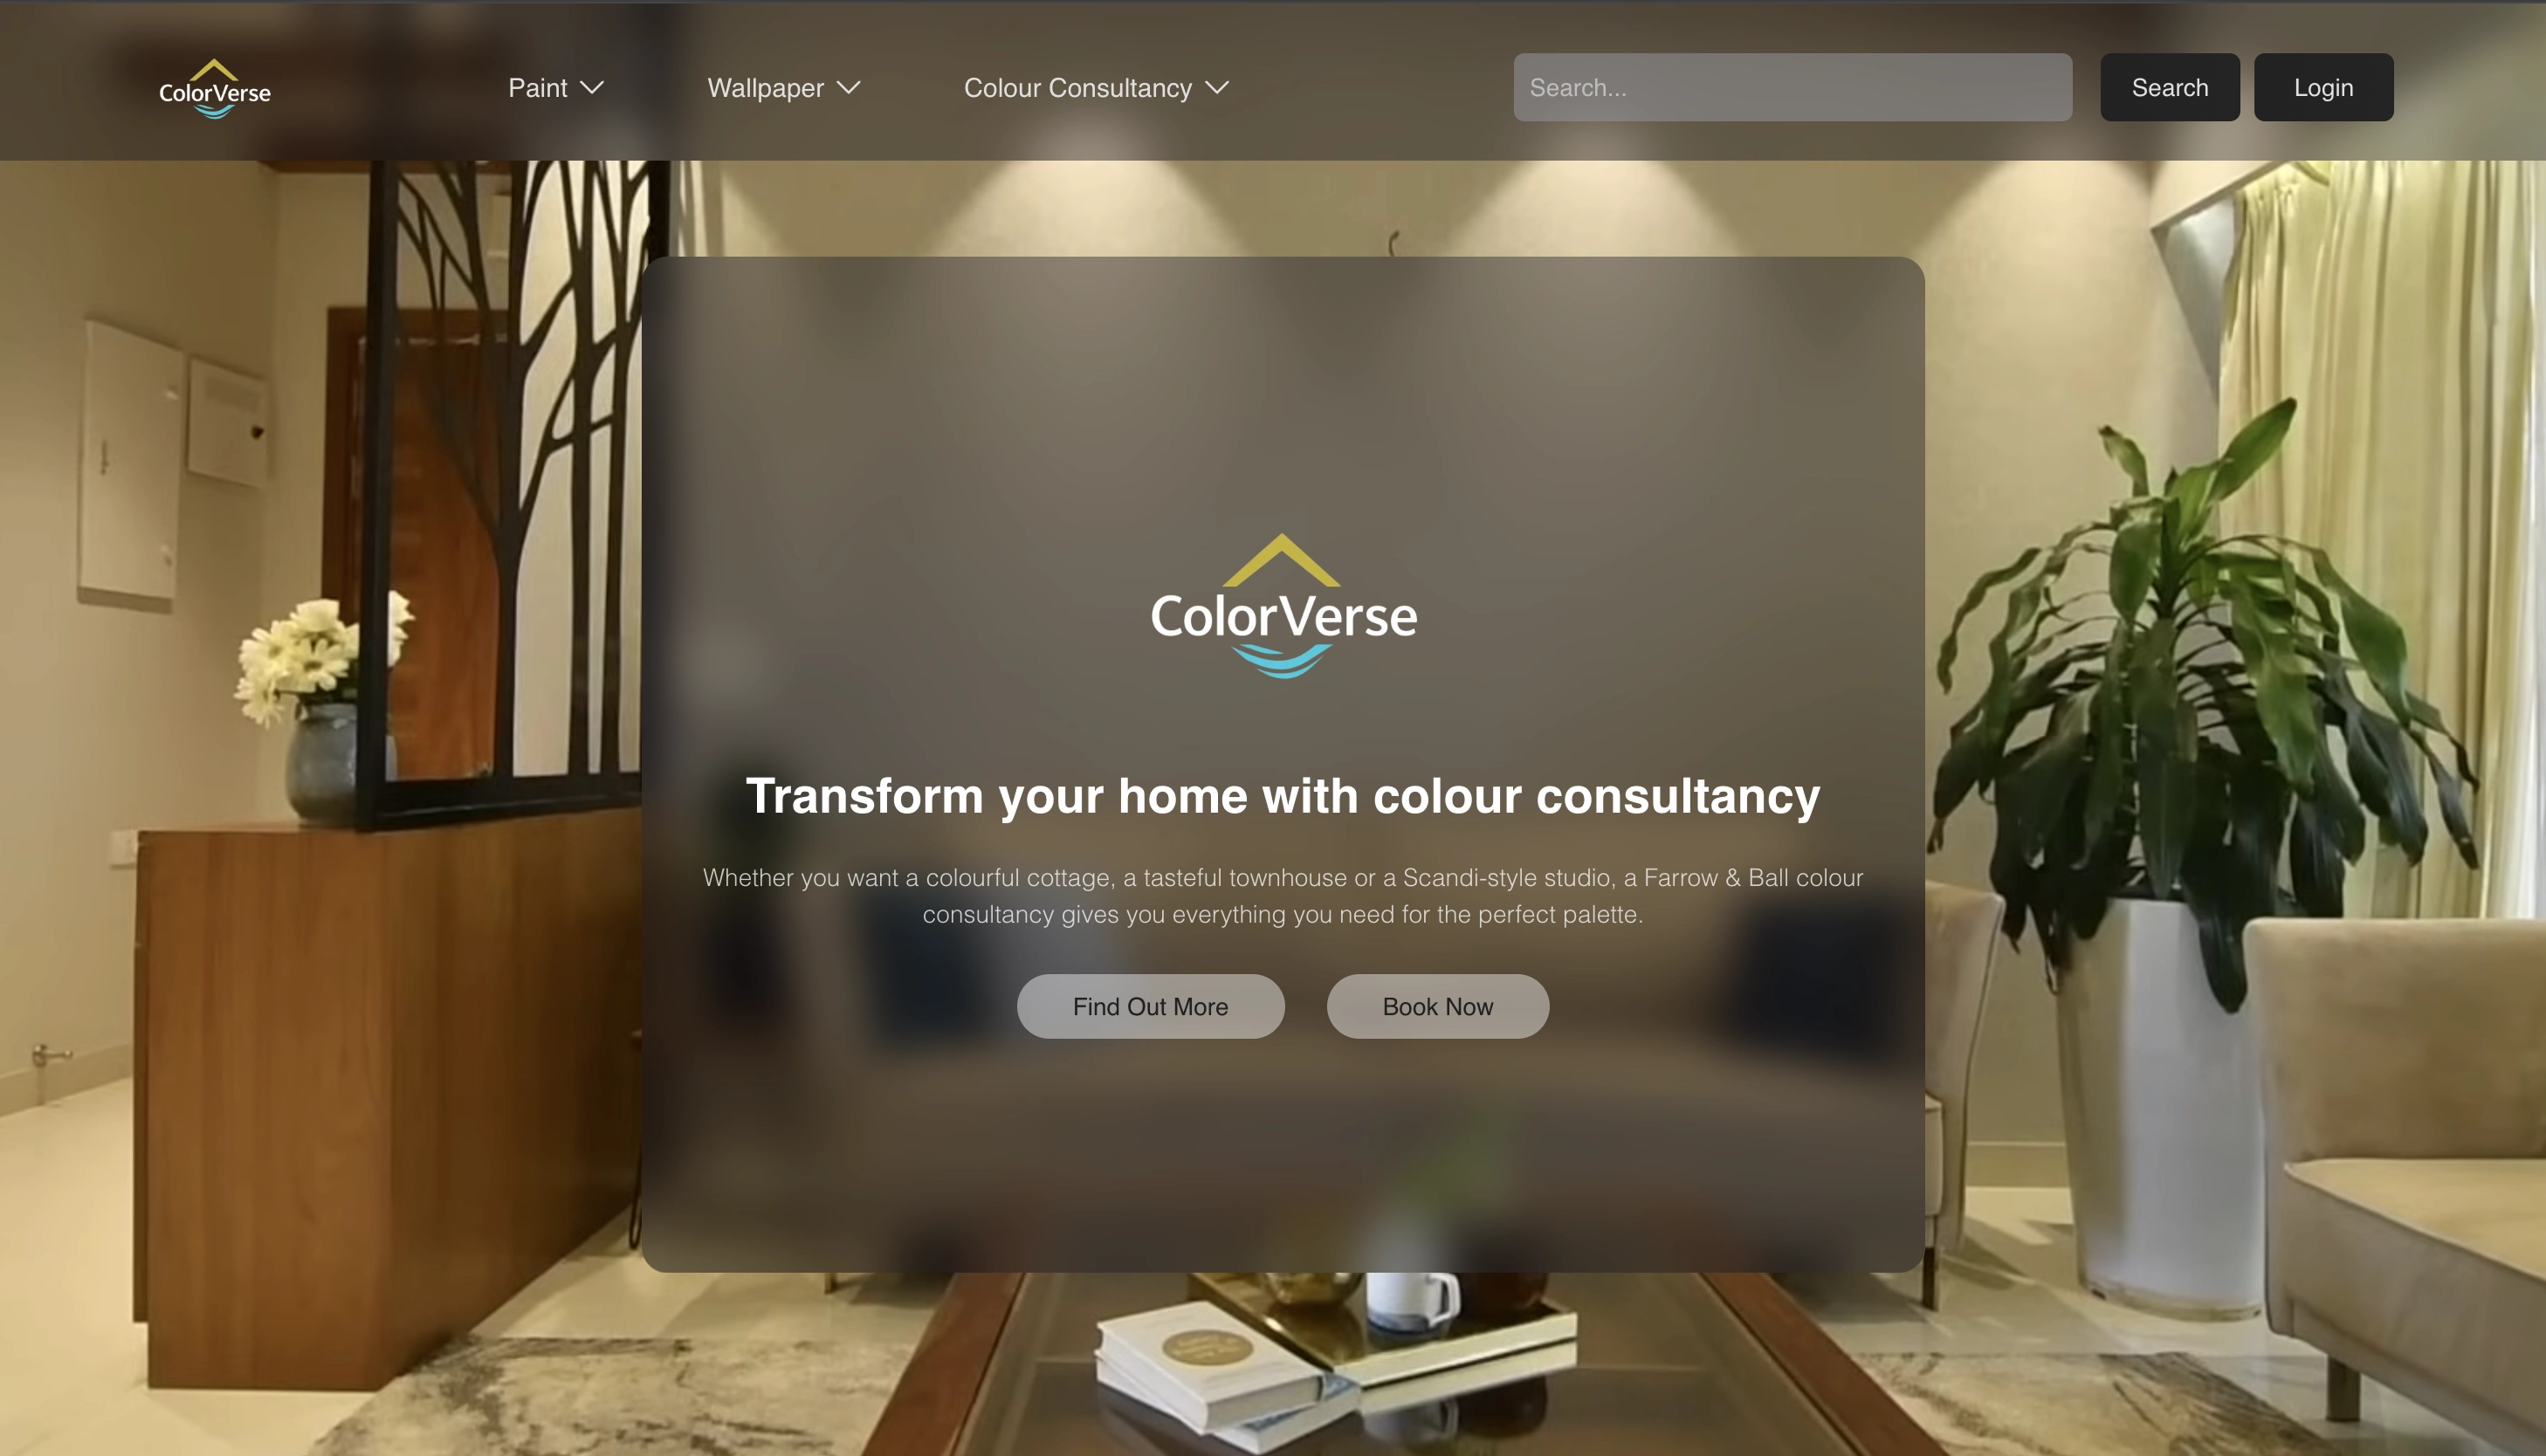 ColorVerse
Paint
Wallpaper
Colour Consultancy
Search...
Search
Login
ColorVerse
Transform your home with colour consultancy
Whether you want a colourful cottage, a tasteful townhouse or a Scandi-style studio, a Farrow & Ball colour
consultancy gives you everything you need for the perfect palette.
Find Out More
Book Now